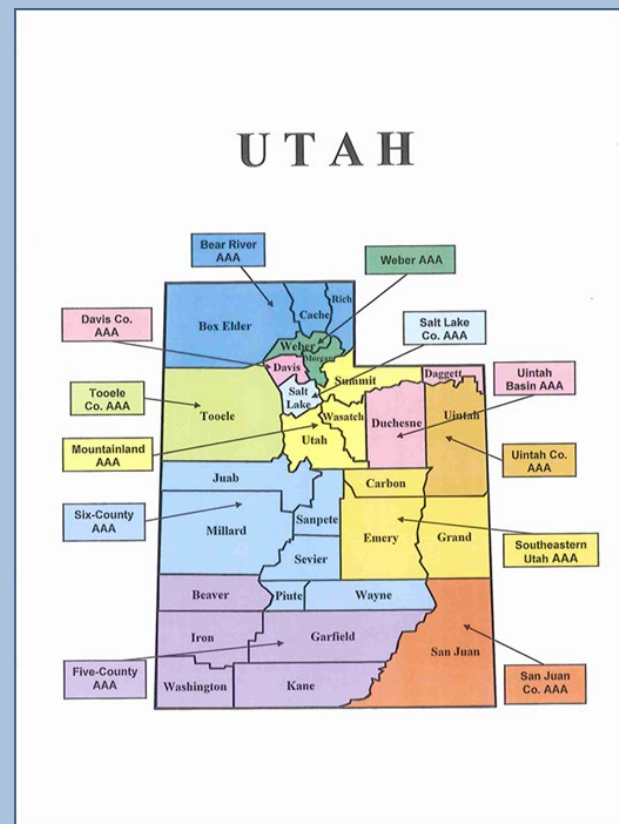 UTAH
Bear River
AAA
Weber AAA
Davis Co.
AAA
Salt Lake
Co. AAA
Uintah
Basin AAA
Tooele
Co. AAA
Mountainland
AAA
Uintah Co.
AAA
Six-County
AAA
Southeastern
Utah AAA
Five-County
AAA
San Juan
Co. AAA
Box Elder
Cache
Rich
Weber
Morgan
Davis
Salt
Lake
Summit
Daggett
Tooele
Wasatch
Utah
Duchesne
Uintah
Juab
Carbon
Millard
Sanpete
Emery
Grand
Sevier
Beaver
Piute
Wayne
Iron
Garfield
San Juan
Washington
Kane